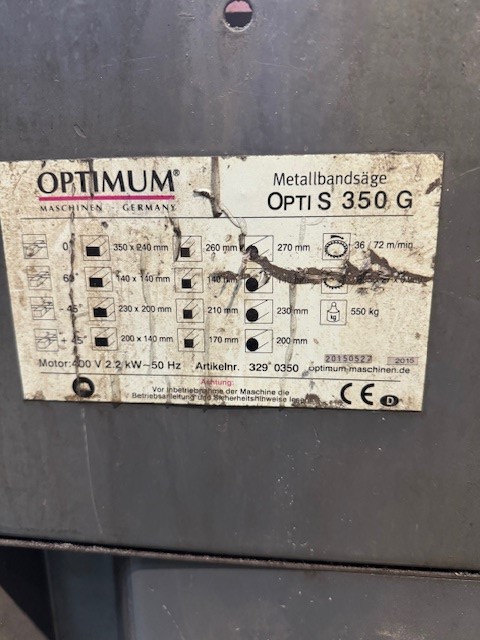 OPTIMUM®
MASCHINEN - GERMANY
Metallbandsäge
OPTI S 350 G
0° 350 x 240 mm 260 mm 270 mm 36 / 72 m/min
60° 140 x 140 mm 140
- 45° 230 x 200 mm 210 mm 230 mm kg 550 kg
+ 45° 200 x 140 mm 170 mm 200 mm
Motor: 400 V 2.2 kW~50 Hz Artikelnr. 329 0350 20150527 2015
optimum-maschinen.de
Achtung:
Vor Inbetriebnahme der Maschine die
Betriebsanleitung und Sicherheitshinweise
CE D